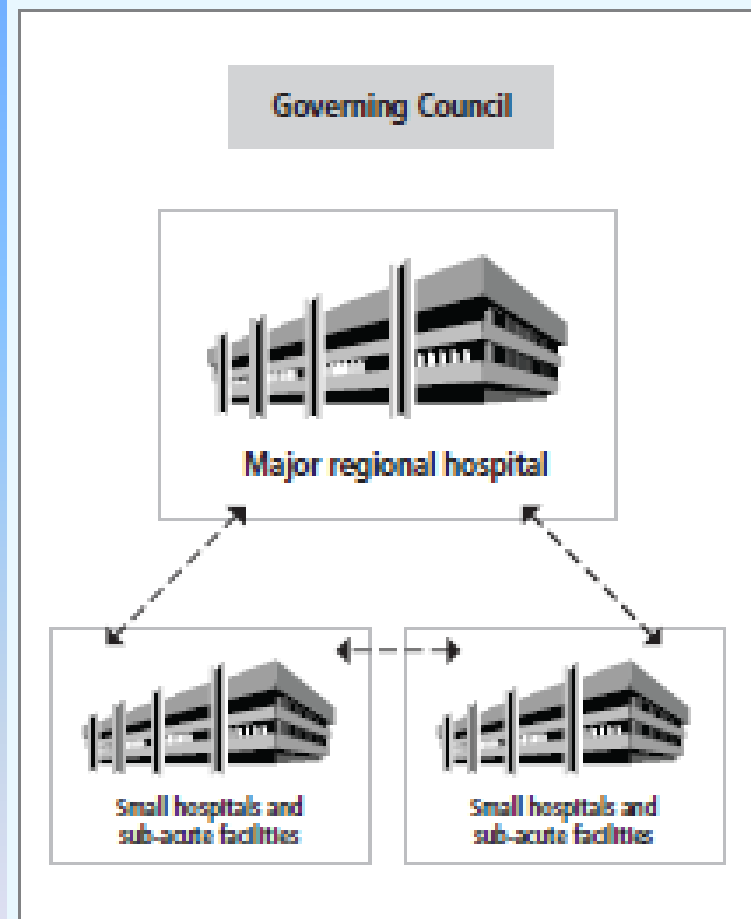 Governing Council
Major regional hospital
Small hospitals and
sub-acute facilities
Small hospitals and
sub-acute facilities